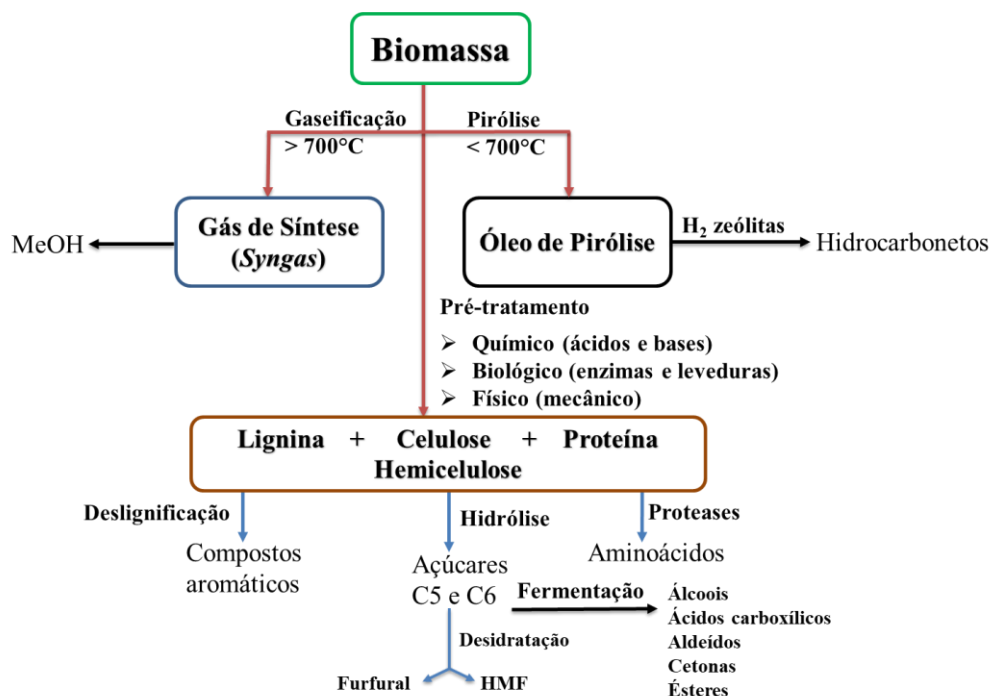 Biomassa
Gaseificação
> 700°C
Pirólise
< 700°C
MeOH
Gás de Síntese
(Syngas)
Óleo de Pirólise
H₂ zeólitas
Hidrocarbonetos
Pré-tratamento
➢ Químico (ácidos e bases)
➢ Biológico (enzimas e leveduras)
➢ Físico (mecânico)
Lignina + Celulose + Proteína
Hemicelulose
Deslignificação
Hidrólise
Proteases
Compostos
aromáticos
Açúcares
C5 e C6
Aminoácidos
Fermentação
Álcoois
Ácidos carboxílicos
Aldeídos
Cetonas
Ésteres
Desidratação
Furfural
HMF